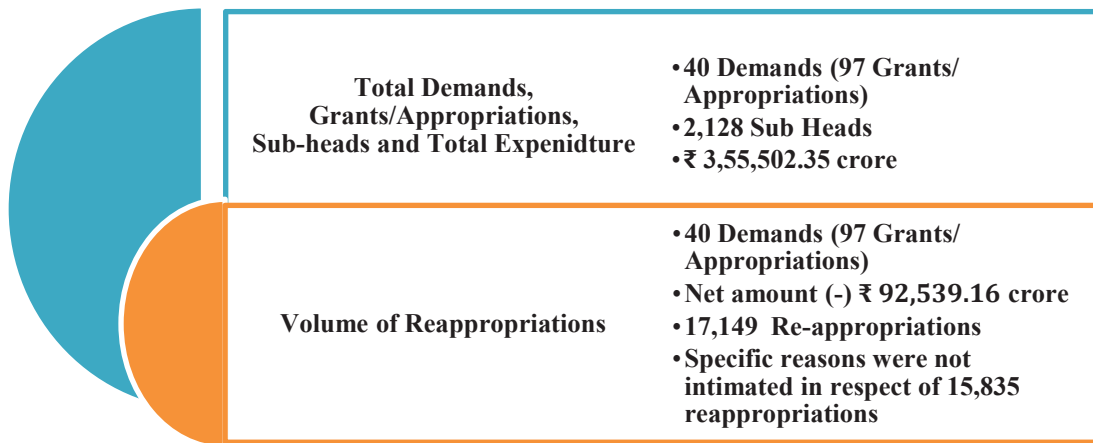 Total Demands,
Grants/Appropriations,
Sub-heads and Total Expenidture
•40 Demands (97 Grants/
Appropriations)
•2,128 Sub Heads
•₹ 3,55,502.35 crore
Volume of Reappropriations
•40 Demands (97 Grants/
Appropriations)
•Net amount (-) ₹ 92,539.16 crore
•17,149 Re-appropriations
•Specific reasons were not
intimated in respect of 15,835
reappropriations